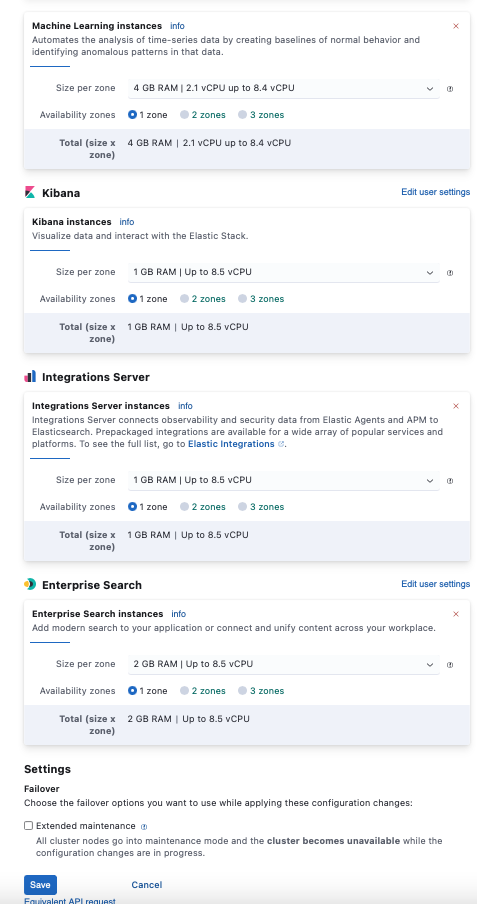 Machine Learning instances info
Automates the analysis of time-series data by creating baselines of normal behavior and
identifying anomalous patterns in that data.
Size per zone 4 GB RAM | 2.1 vCPU up to 8.4 vCPU
Availability zones 1 zone 2 zones 3 zones
Total (size x 4 GB RAM | 2.1 vCPU up to 8.4 vCPU
zone)
Kibana Edit user settings
Kibana instances info
Visualize data and interact with the Elastic Stack.
Size per zone 1 GB RAM | Up to 8.5 vCPU
Availability zones 1 zone 2 zones 3 zones
Total (size x 1 GB RAM | Up to 8.5 vCPU
zone)
Integrations Server
Integrations Server instances info
Integrations Server connects observability and security data from Elastic Agents and APM to
Elasticsearch. Prepackaged integrations are available for a wide array of popular services and
platforms. To see the full list, go to Elastic Integrations .
Size per zone 1 GB RAM | Up to 8.5 vCPU
Availability zones 1 zone 2 zones 3 zones
Total (size x 1 GB RAM | Up to 8.5 vCPU
zone)
Enterprise Search Edit user settings
Enterprise Search instances info
Add modern search to your application or connect and unify content across your workplace.
Size per zone 2 GB RAM | Up to 8.5 vCPU
Availability zones 1 zone 2 zones 3 zones
Total (size x 2 GB RAM | Up to 8.5 vCPU
zone)
Settings
Failover
Choose the failover options you want to use while applying these configuration changes:
Extended maintenance
All cluster nodes go into maintenance mode and the cluster becomes unavailable while the
configuration changes are in progress.
Save Cancel
Equivalent API request